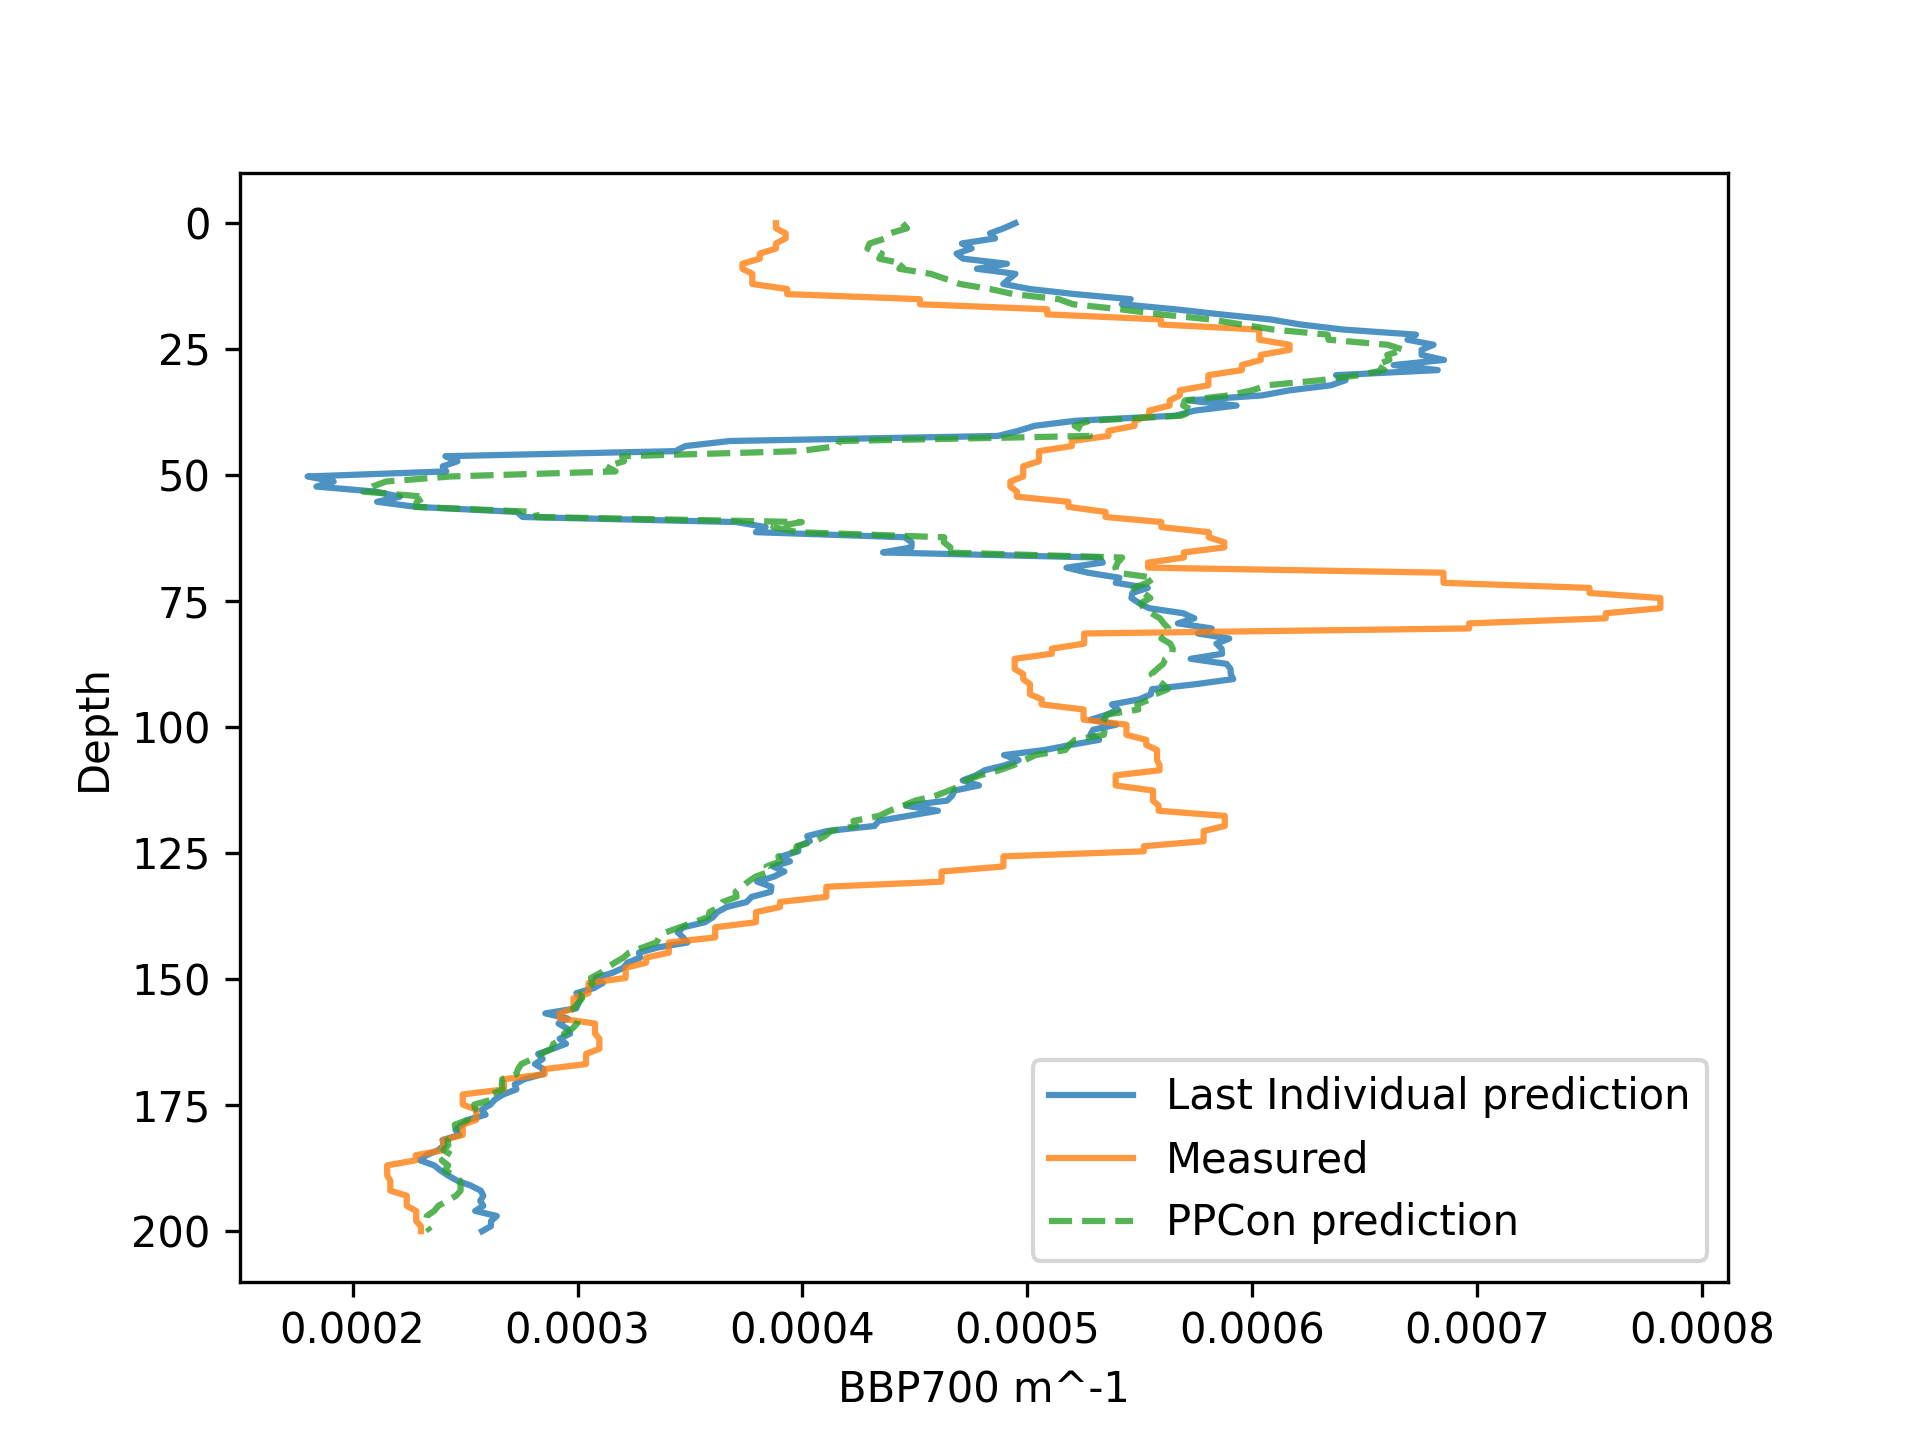 0
25
50
75
100
125
150
175
200
Depth
0.0002 0.0003 0.0004 0.0005 0.0006 0.0007 0.0008
BBP700 m^-1
Last Individual prediction
Measured
PPCon prediction